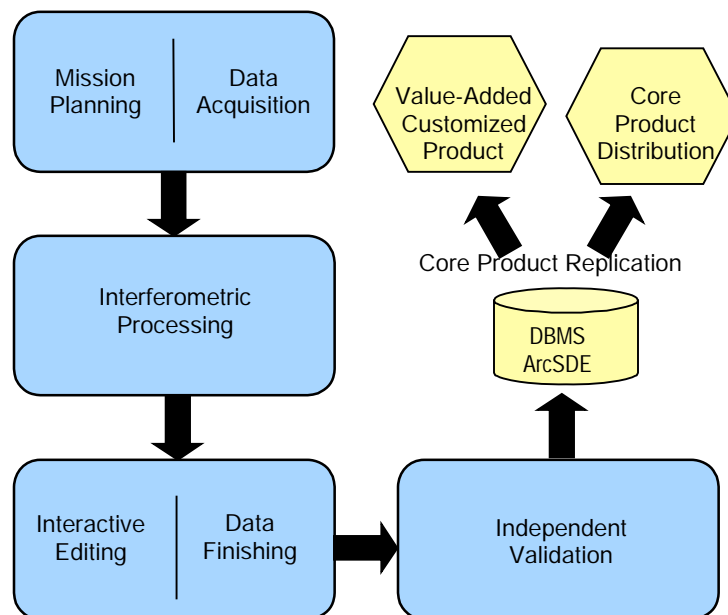 Mission
Planning
Data
Acquisition
Interferometric
Processing
Interactive
Editing
Data
Finishing
Independent
Validation
DBMS
ArcSDE
Core Product Replication
Value-Added
Customized
Product
Core
Product
Distribution